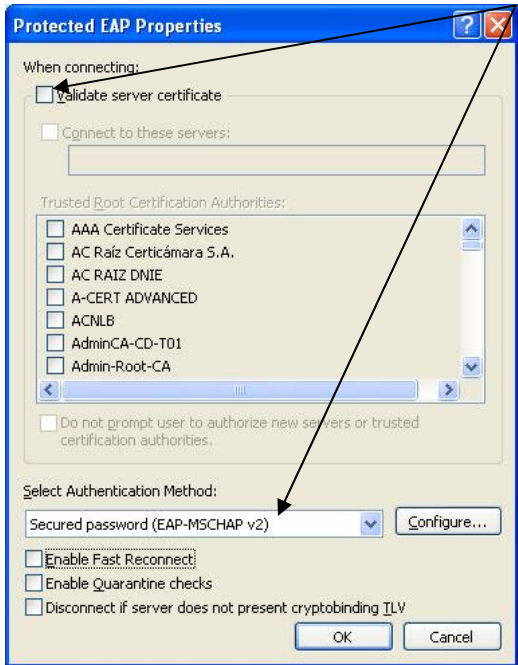 Protected EAP Properties
When connecting:
Validate server certificate
Connect to these servers:
Trusted Root Certification Authorities:
AAA Certificate Services
AC Raíz Certicámara S.A.
AC RAIZ DNIE
A-CERT ADVANCED
ACNLB
AdminCA-CD-T01
Admin-Root-CA
Do not prompt user to authorize new servers or trusted
certification authorities.
Select Authentication Method:
Secured password (EAP-MSCHAP v2)
Configure...
Enable Fast Reconnect
Enable Quarantine checks
Disconnect if server does not present cryptobinding TLV
OK
Cancel